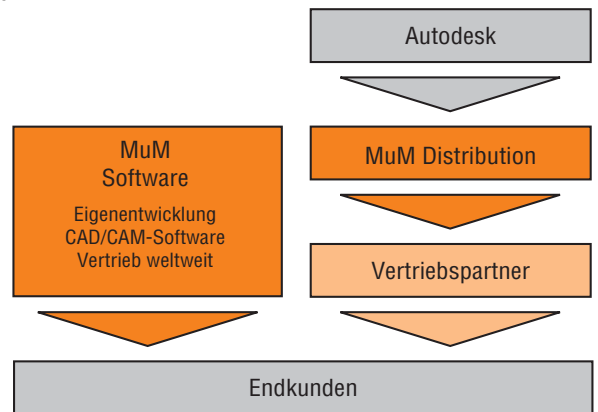 Autodesk
MuM
Software
Eigenentwicklung
CAD/CAM-Software
Vertrieb weltweit
MuM Distribution
Vertriebspartner
Endkunden